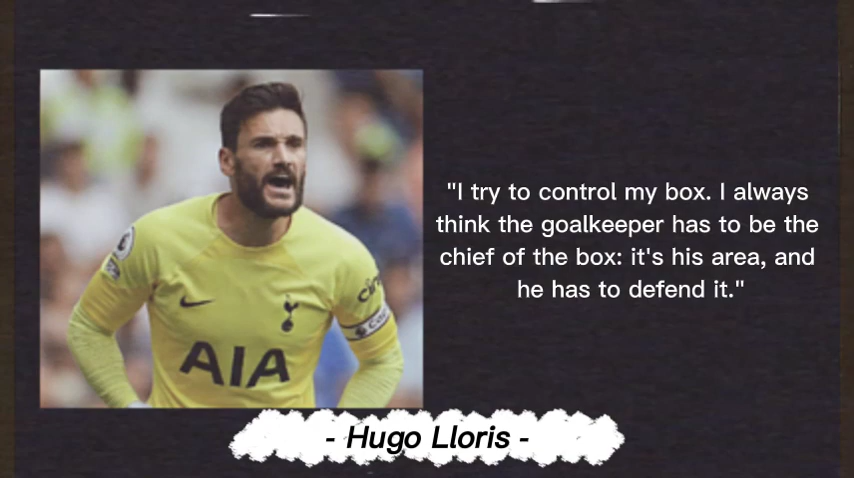 "I try to control my box. I always
think the goalkeeper has to be the
chief of the box: it's his area, and
he has to defend it."
AIA
- Hugo Lloris -